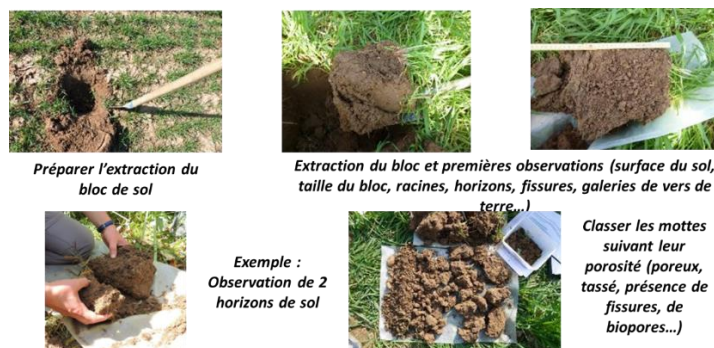 Préparer l'extraction du
bloc de sol
Extraction du bloc et premières observations (surface du sol,
taille du bloc, racines, horizons, fissures, galeries de vers de
terre…)
Exemple :
Observation de 2
horizons de sol
Classer les mottes
suivant leur
porosité (poreux,
tassé, présence de
fissures, de
biopores…)